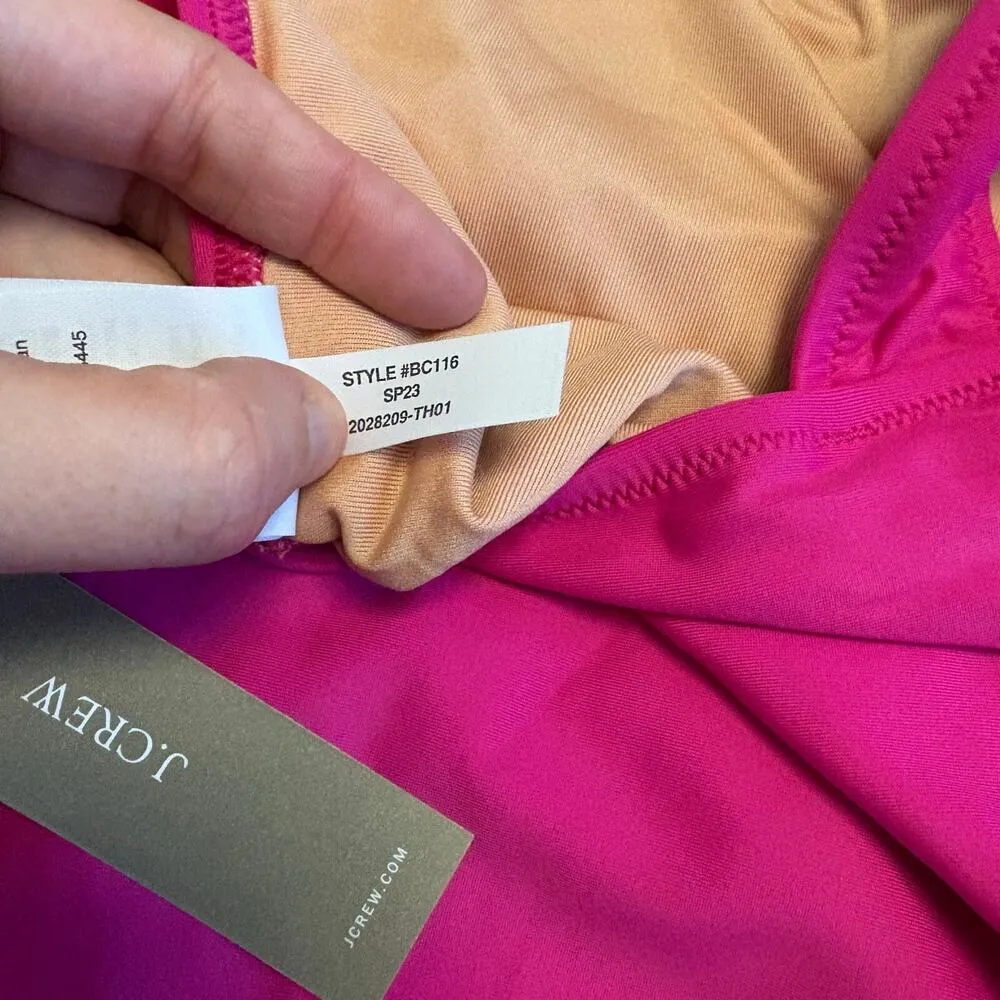 STYLE #BC116
SP23
2028209-TH01
J.CREW
JCREW.COM